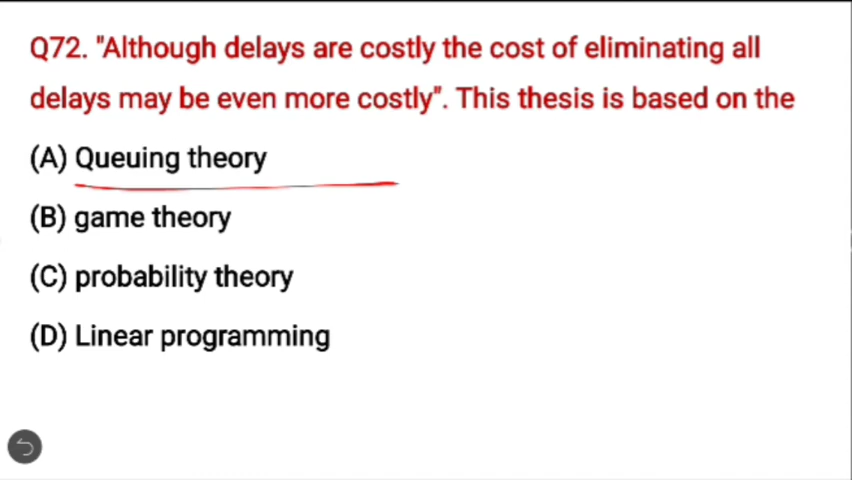 Q72. "Although delays are costly the cost of eliminating all
delays may be even more costly". This thesis is based on the
(A) Queuing theory
(B) game theory
(C) probability theory
(D) Linear programming